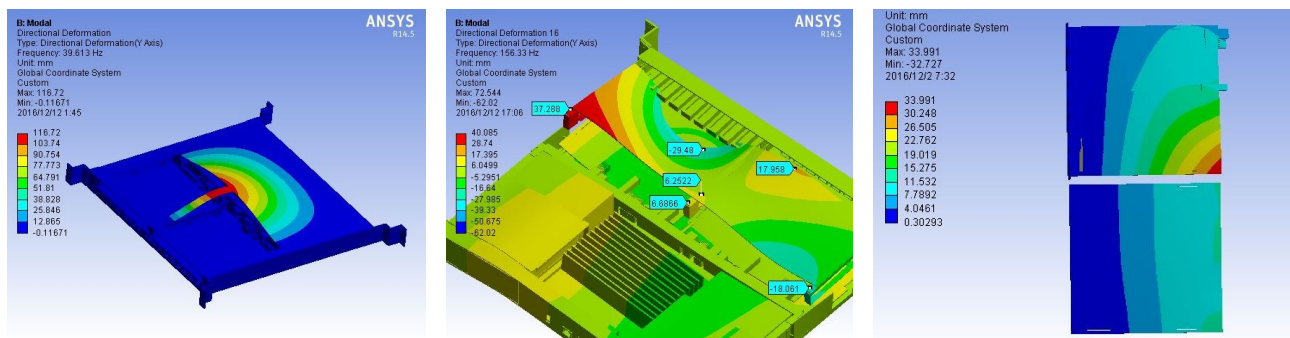 B: Modal
Directional Deformation
Type: Directional Deformation(Y Axis)
Frequency: 39.613 Hz
Unit: mm
Global Coordinate System
Custom
Max: 116.72
Min: -0.11671
2016/12/12 1:45
116.72
103.74
90.754
77.773
64.791
51.81
38.828
25.846
12.865
-0.11671
ANSYS
R14.5
B: Modal
Directional Deformation 16
Type: Directional Deformation(Y Axis)
Frequency: 156.33 Hz
Unit: mm
Global Coordinate System
Custom
Max: 72.544
Min: -62.02
2016/12/12 17:06
40.085
28.74
17.395
6.0499
-5.2951
-16.64
-27.985
-39.33
-50.675
-62.02
ANSYS
R14.5
37.288
-29.48
17.958
6.2522
6.6866
-18.061
Unit: mm
Global Coordinate System
Custom
Max: 33.991
Min: -32.727
2016/12/2 7:32
33.991
30.248
26.505
22.762
19.019
15.275
11.532
7.7892
4.0461
0.30293